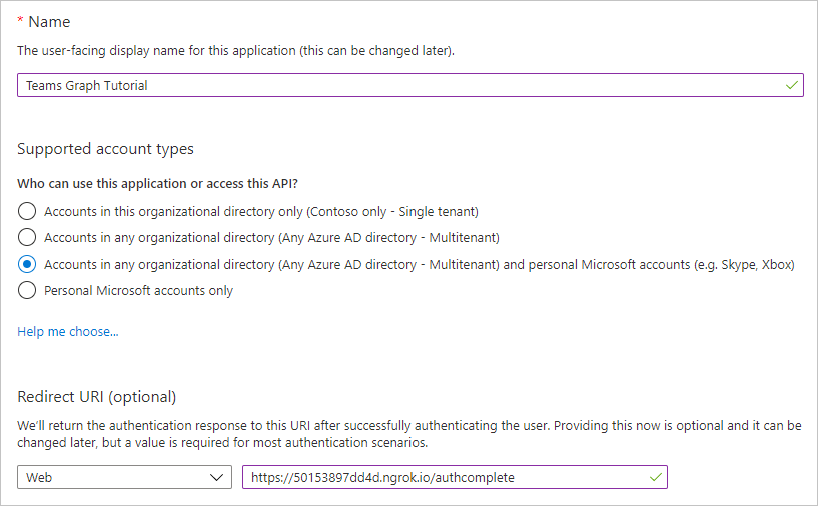 * Name
The user-facing display name for this application (this can be changed later).
Teams Graph Tutorial
Supported account types
Who can use this application or access this API?
Accounts in this organizational directory only (Contoso only - Single tenant)
Accounts in any organizational directory (Any Azure AD directory - Multitenant)
Accounts in any organizational directory (Any Azure AD directory - Multitenant) and personal Microsoft accounts (e.g. Skype, Xbox)
Personal Microsoft accounts only
Help me choose...
Redirect URI (optional)
We'll return the authentication response to this URI after successfully authenticating the user. Providing this now is optional and it can be
changed later, but a value is required for most authentication scenarios.
Web https://50153897dd4d.ngrok.io/authcomplete